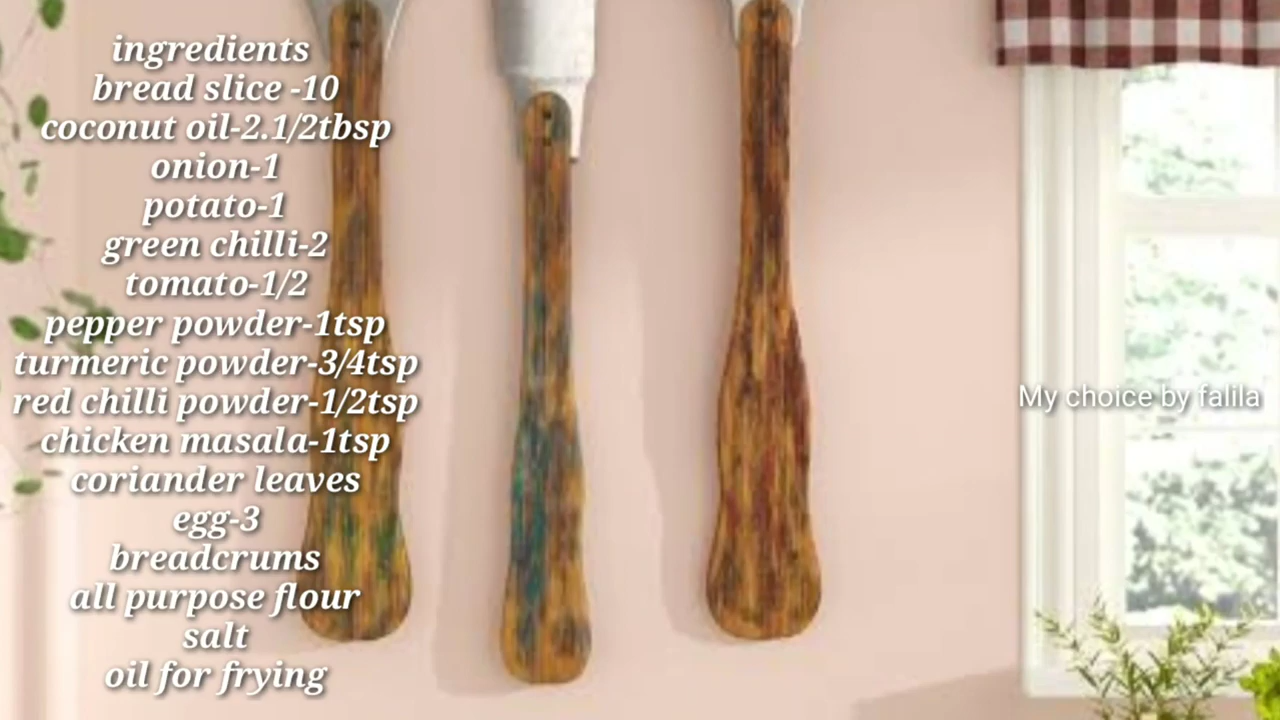 ingredients
bread slice -10
coconut oil-2.1/2tbsp
onion-1
potato-1
green chilli-2
tomato-1/2
pepper powder-1tsp
turmeric powder-3/4tsp
red chilli powder-1/2tsp
chicken masala-1tsp
coriander leaves
egg-3
breadcrums
all purpose flour
salt
oil for frying
My choice by falila